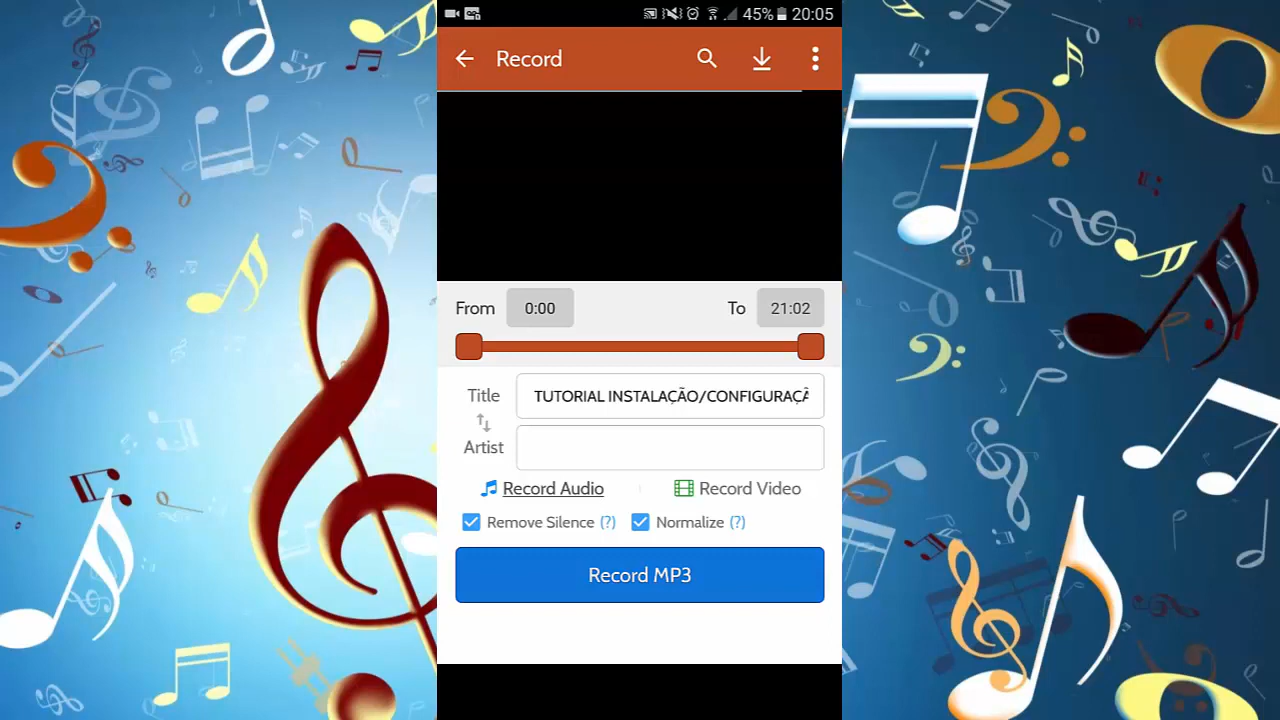 45% 20:05
Record
From 0:00 To 21:02
Title TUTORIAL INSTALAÇÃO/CONFIGURAÇÃ
Artist
Record Audio Record Video
Remove Silence (?) Normalize (?)
Record MP3